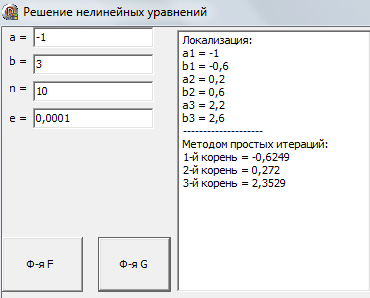 Решение нелинейных уравнений
a = -1
b = 3
n = 10
e = 0,0001
Ф-я F
Ф-я G
Локализация:
a1 = -1
b1 = -0,6
a2 = 0,2
b2 = 0,6
a3 = 2,2
b3 = 2,6
--------------------
Методом простых итераций:
1-й корень = -0,6249
2-й корень = 0,272
3-й корень = 2,3529